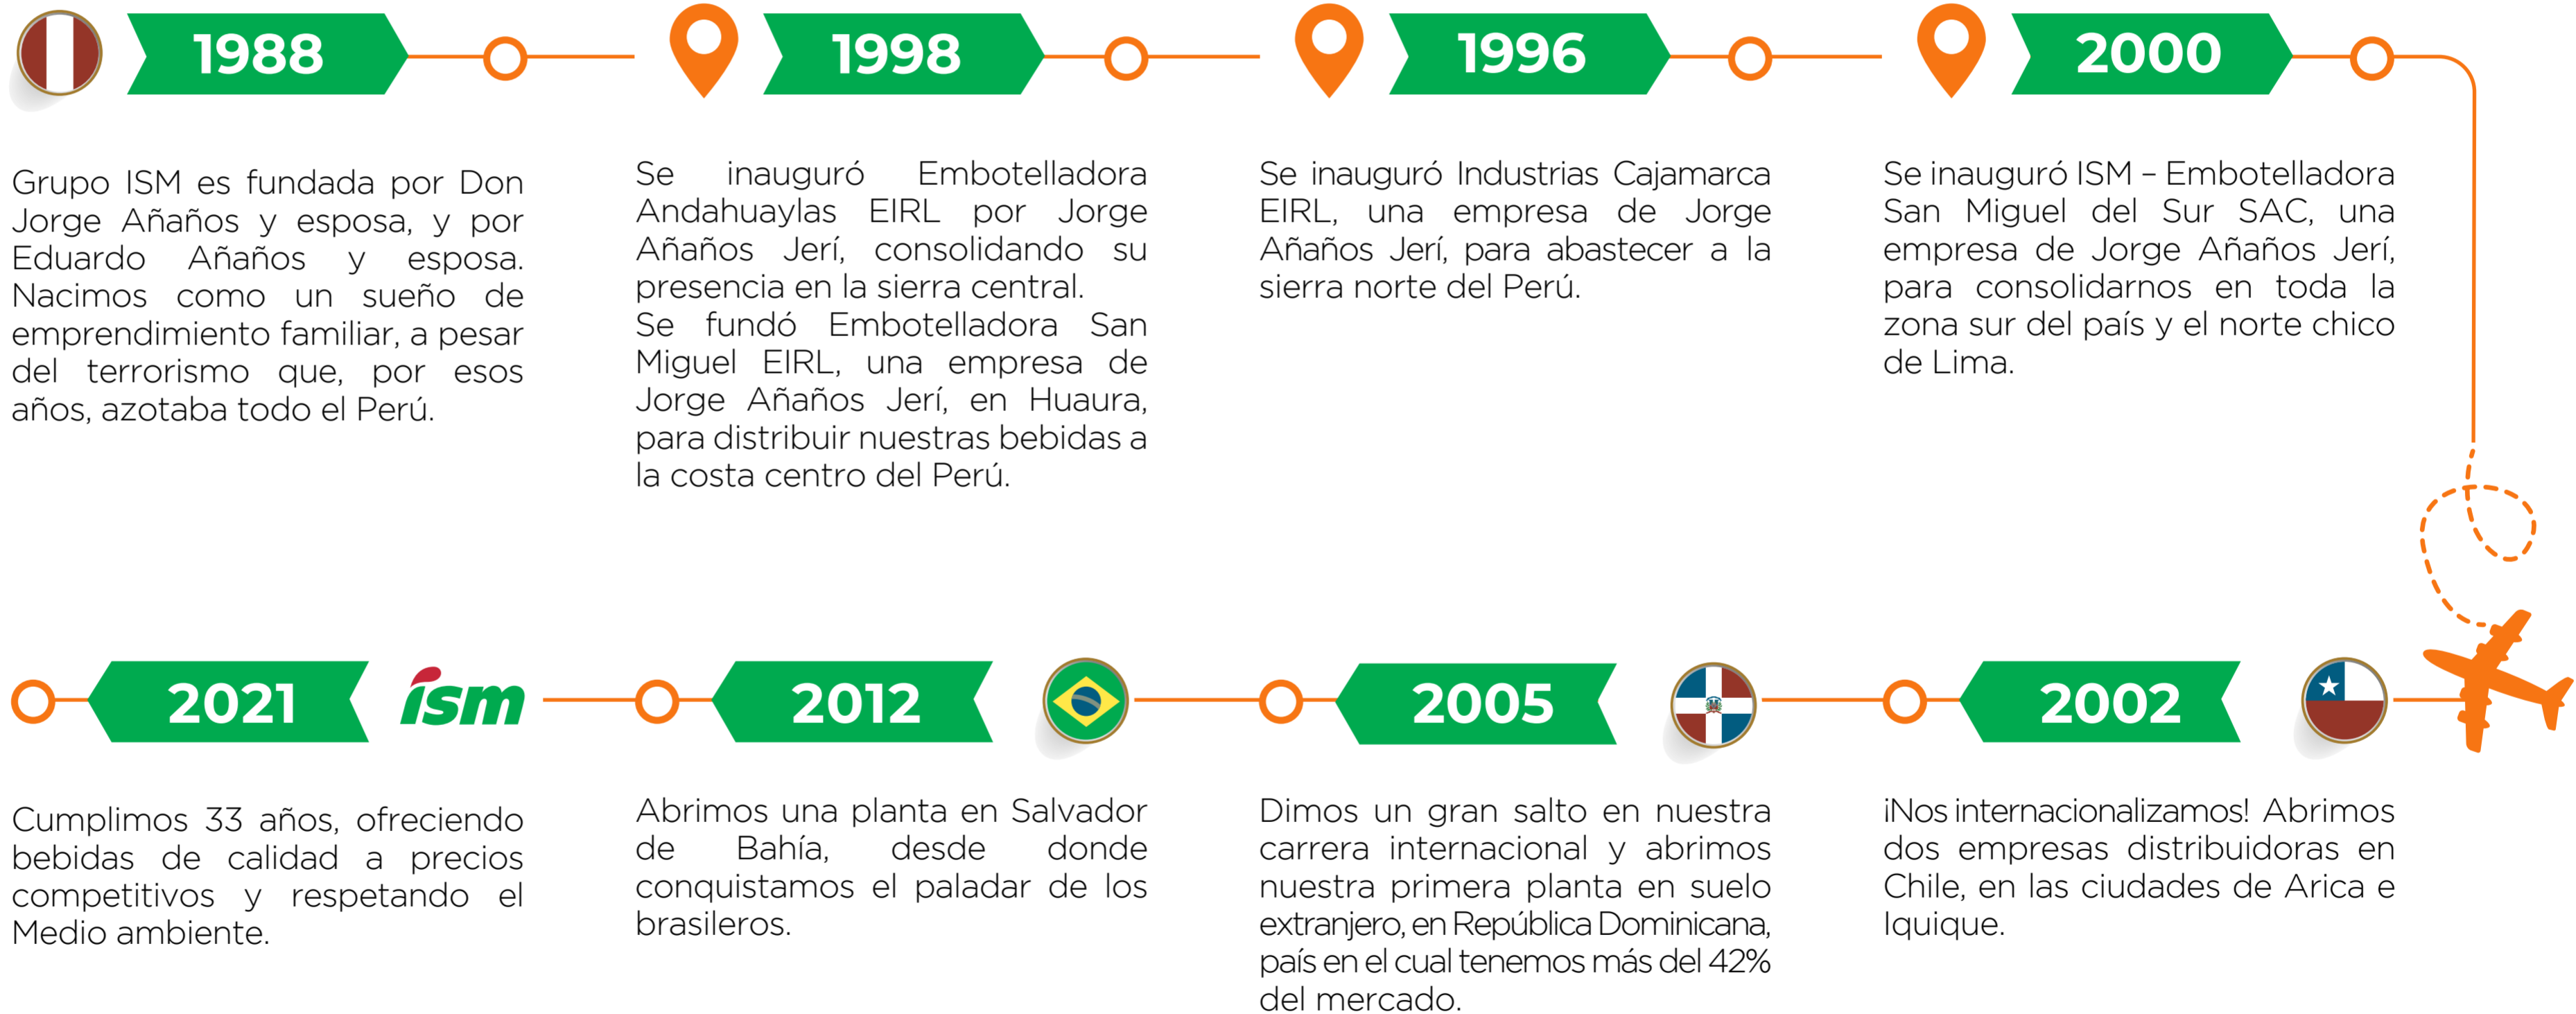 1988
Grupo ISM es fundada por Don
Jorge Añaños y esposa, y por
Eduardo Añaños y esposa.
Nacimos como un sueño de
emprendimiento familiar, a pesar
del terrorismo que, por esos
años, azotaba todo el Perú.
1998
Se inauguró Embotelladora
Andahuaylas EIRL por Jorge
Añaños Jerí, consolidando su
presencia en la sierra central.
Se fundó Embotelladora San
Miguel EIRL, una empresa de
Jorge Añaños Jerí, en Huaura,
para distribuir nuestras bebidas a
la costa centro del Perú.
1996
Se inauguró Industrias Cajamarca
EIRL, una empresa de Jorge
Añaños Jerí, para abastecer a la
sierra norte del Perú.
2000
Se inauguró ISM – Embotelladora
San Miguel del Sur SAC, una
empresa de Jorge Añaños Jerí,
para consolidarnos en toda la
zona sur del país y el norte chico
de Lima.
2021
ism
Cumplimos 33 años, ofreciendo
bebidas de calidad a precios
competitivos y respetando el
Medio ambiente.
2012
Abrimos una planta en Salvador
de Bahía, desde donde
conquistamos el paladar de los
brasileros.
2005
Dimos un gran salto en nuestra
carrera internacional y abrimos
nuestra primera planta en suelo
extranjero, en República Dominicana,
país en el cual tenemos más del 42%
del mercado.
2002
¡Nos internacionalizamos! Abrimos
dos empresas distribuidoras en
Chile, en las ciudades de Arica e
Iquique.